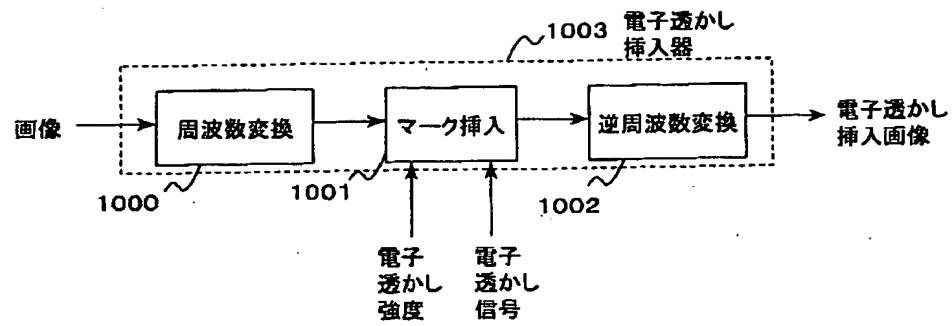 1003 電子透かし
挿入器
画像
周波数変換
マーク挿入
逆周波数変換
電子透かし
挿入画像
1000
1001
1002
電子
透かし
強度
電子
透かし
信号